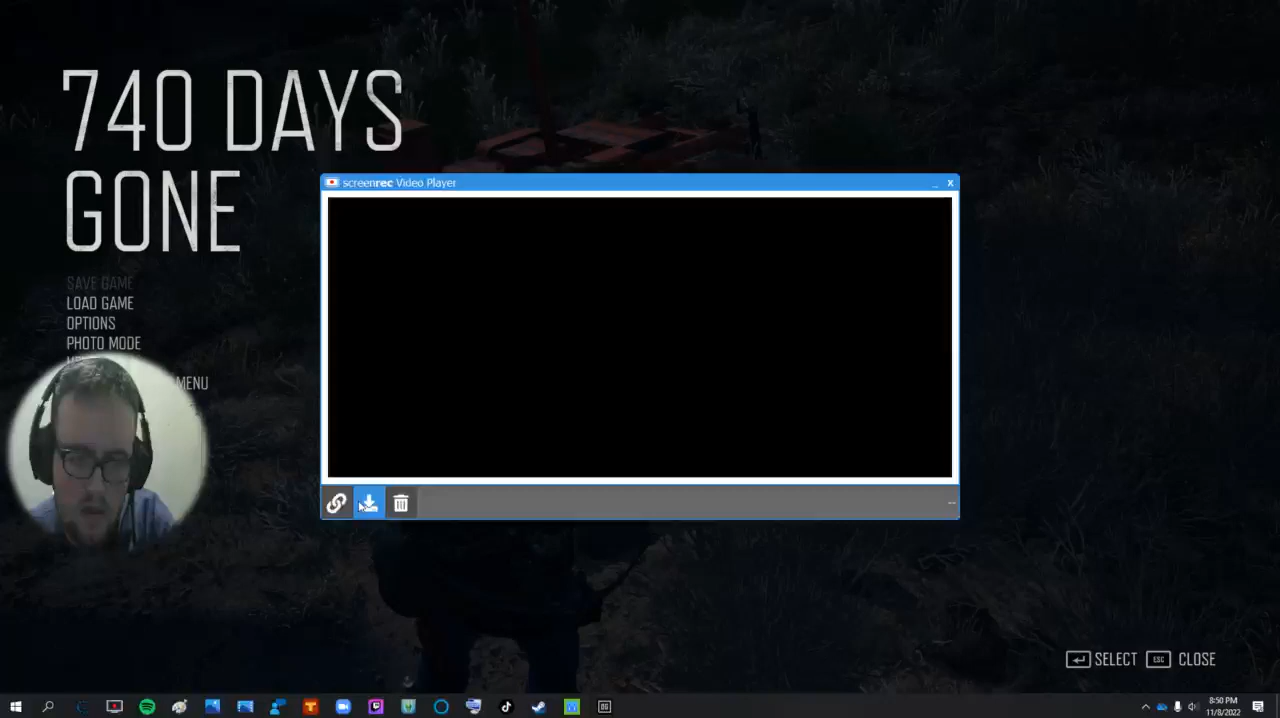 740 DAYS
GONE
SAVE GAME
LOAD GAME
OPTIONS
PHOTO MODE
MENU
screenrec Video Player
SELECT
ESC
CLOSE
8:50 PM
11/8/2022